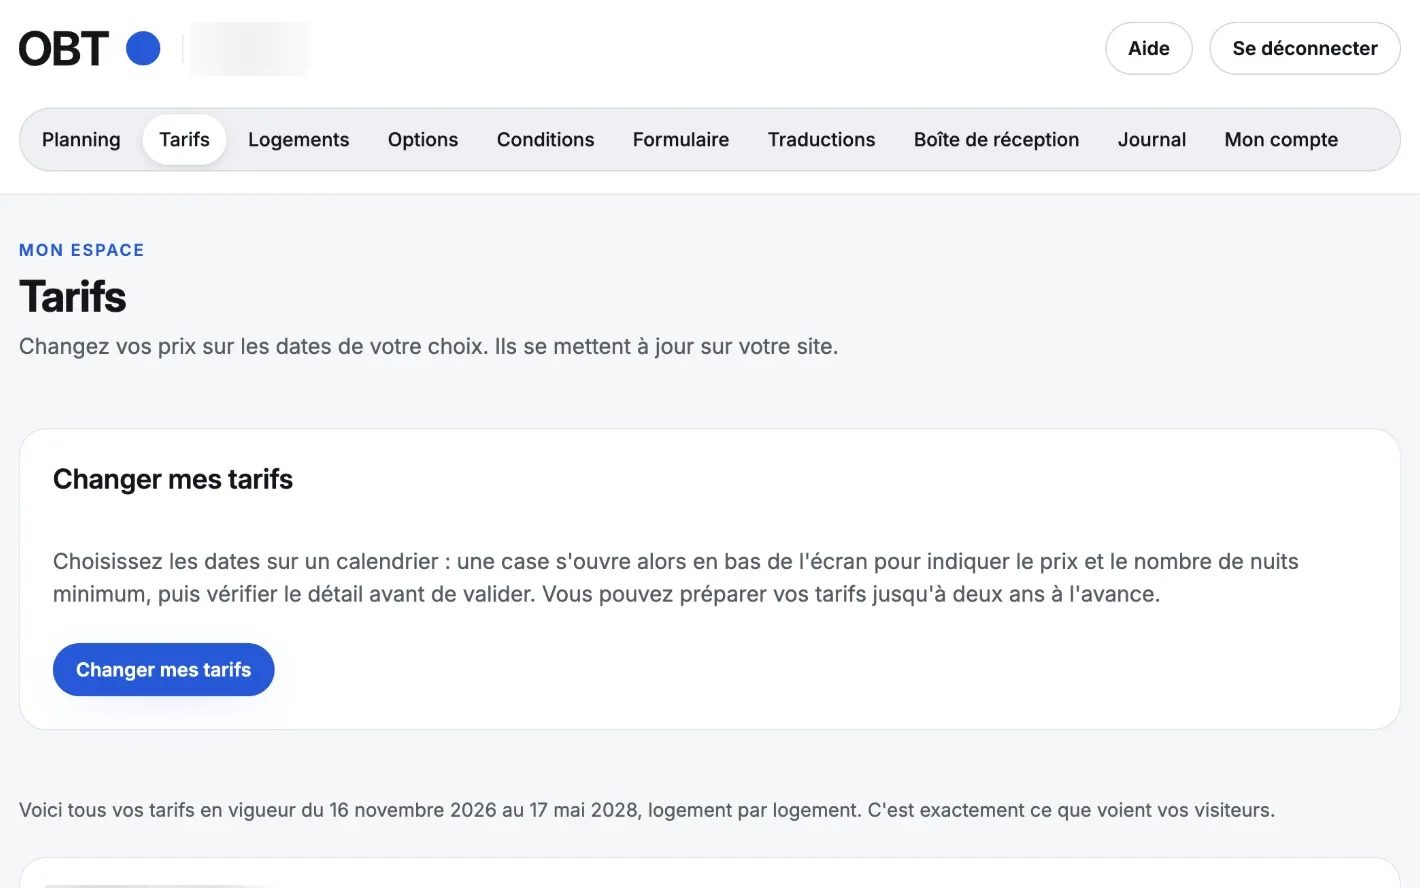 OBT
Aide
Se déconnecter
Planning
Tarifs
Logements
Options
Conditions
Formulaire
Traductions
Boîte de réception
Journal
Mon compte
MON ESPACE
Tarifs
Changez vos prix sur les dates de votre choix. Ils se mettent à jour sur votre site.
Changer mes tarifs
Choisissez les dates sur un calendrier : une case s'ouvre alors en bas de l'écran pour indiquer le prix et le nombre de nuits
minimum, puis vérifier le détail avant de valider. Vous pouvez préparer vos tarifs jusqu'à deux ans à l'avance.
Changer mes tarifs
Voici tous vos tarifs en vigueur du 16 novembre 2026 au 17 mai 2028, logement par logement. C'est exactement ce que voient vos visiteurs.